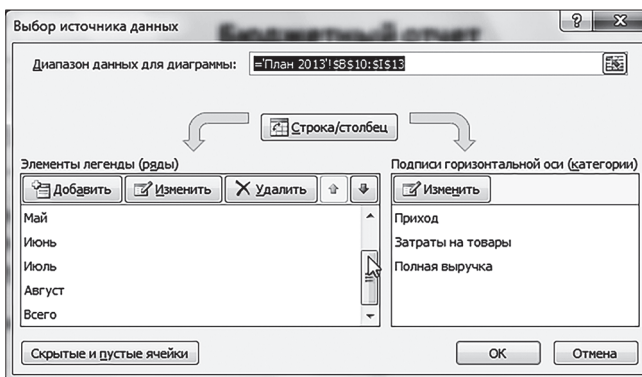 Выбор источника данных
Бюджетный отчет
Диапазон данных для диаграммы: ='План 2013'!$B$10:$I$13
Строка/столбец
Элементы легенды (ряды)
Добавить Изменить Удалить
Май
Июнь
Июль
Август
Всего
Подписи горизонтальной оси (категории)
Изменить
Приход
Затраты на товары
Полная выручка
Скрытые и пустые ячейки
ОК Отмена